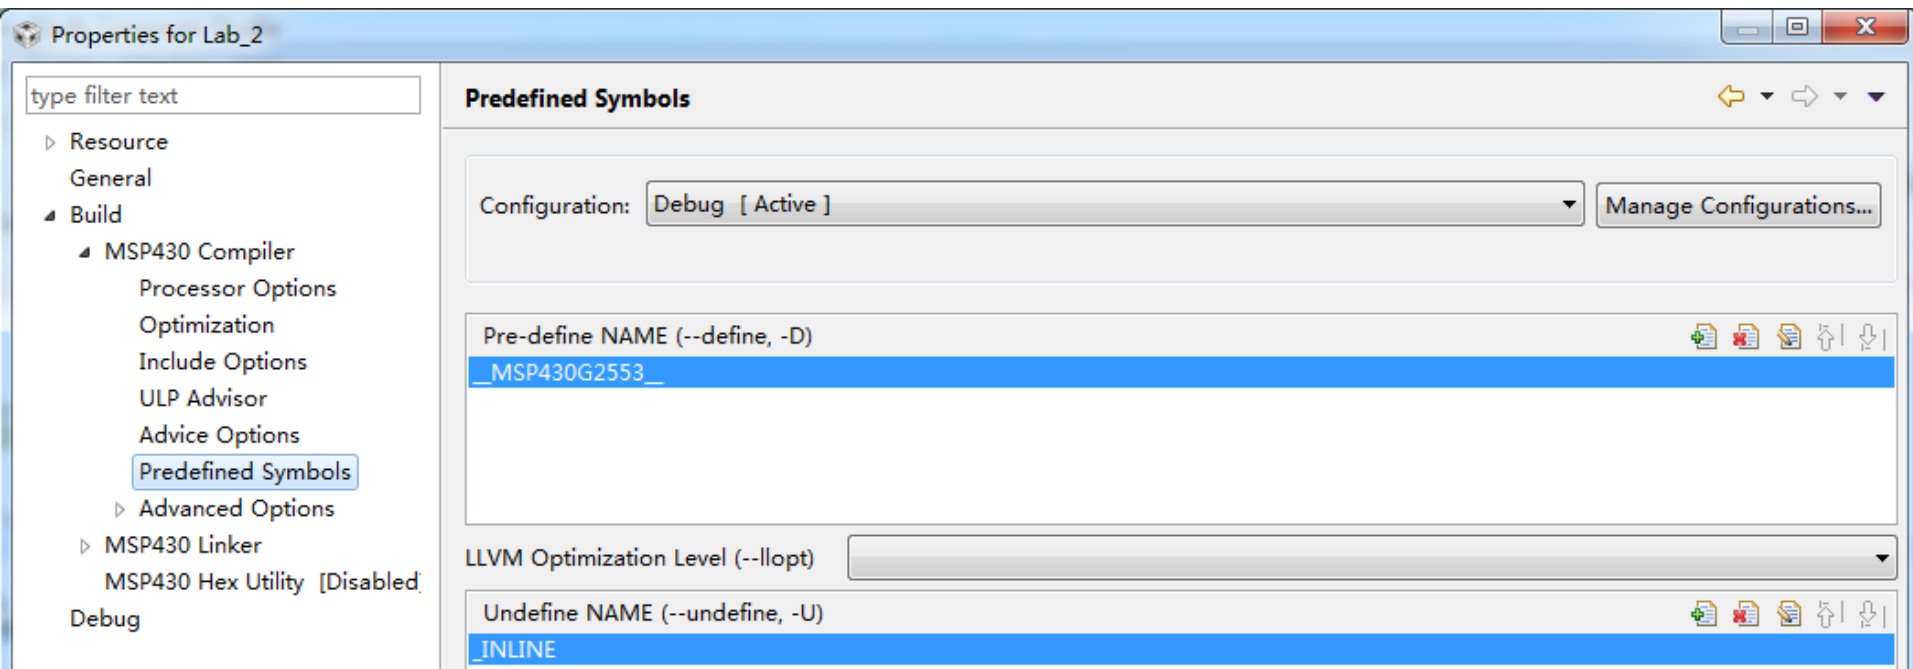 Properties for Lab_2
type filter text
Resource
General
Build
MSP430 Compiler
Processor Options
Optimization
Include Options
ULP Advisor
Advice Options
Predefined Symbols
Advanced Options
MSP430 Linker
MSP430 Hex Utility [Disabled]
Debug
Predefined Symbols
Configuration:
Debug [ Active ]
Manage Configurations...
Pre-define NAME (--define, -D)
__MSP430G2553__
LLVM Optimization Level (--llopt)
Undefine NAME (--undefine, -U)
_INLINE